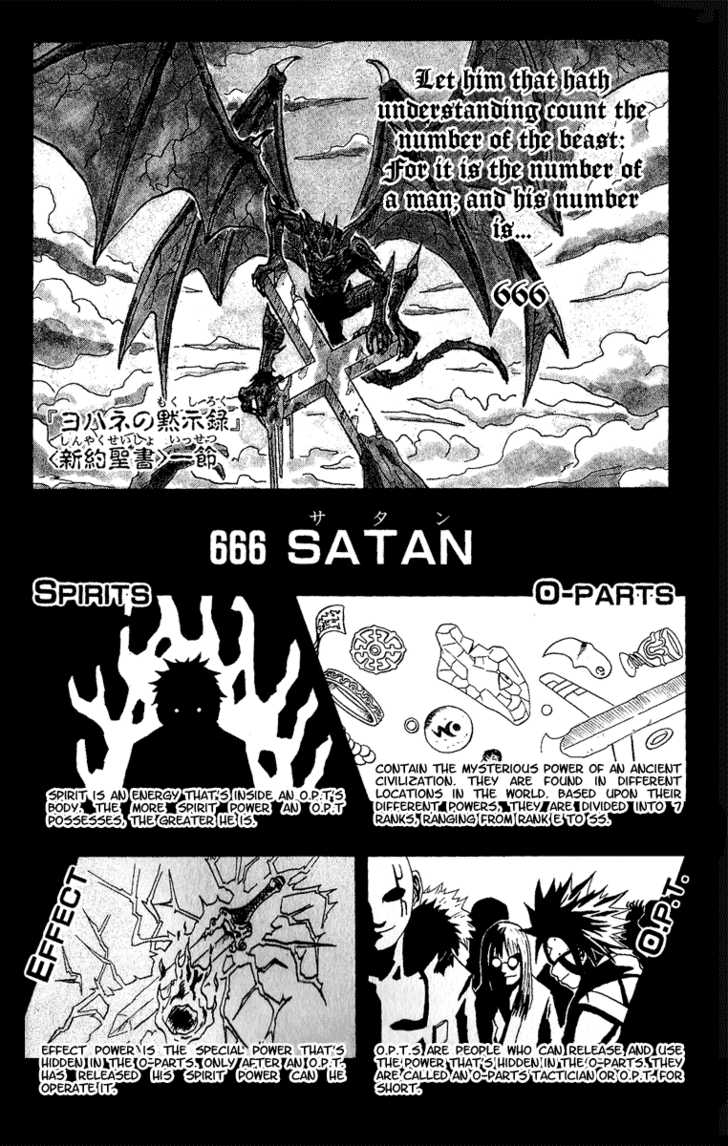 Let him that hath
understanding count the
number of the beast:
For it is the number of
a man; and his number
is...
666
もくしろく
『ヨハネの黙示録』
しんやくせいしょ いっせつ
〈新約聖書〉一節
サタン
666 SATAN
SPIRITS
SPIRIT IS AN ENERGY THAT'S INSIDE AN O.P.T'S
BODY. THE MORE SPIRIT POWER AN O.P.T
POSSESSES, THE GREATER HE IS.
O-PARTS
CONTAIN THE MYSTERIOUS POWER OF AN ANCIENT
CIVILIZATION. THEY ARE FOUND IN DIFFERENT
LOCATIONS IN THE WORLD. BASED UPON THEIR
DIFFERENT POWERS, THEY ARE DIVIDED INTO 7
RANKS, RANGING FROM RANK E TO SS.
EFFECT
EFFECT POWER IS THE SPECIAL POWER THAT'S
HIDDEN IN THE O-PARTS. ONLY AFTER AN O.P.T.
HAS RELEASED HIS SPIRIT POWER CAN HE
OPERATE IT.
O.P.T.
O.P.T.S ARE PEOPLE WHO CAN RELEASE AND USE
THE POWER THAT'S HIDDEN IN THE O-PARTS. THEY
ARE CALLED AN O-PARTS TACTICIAN OR O.P.T. FOR
SHORT.